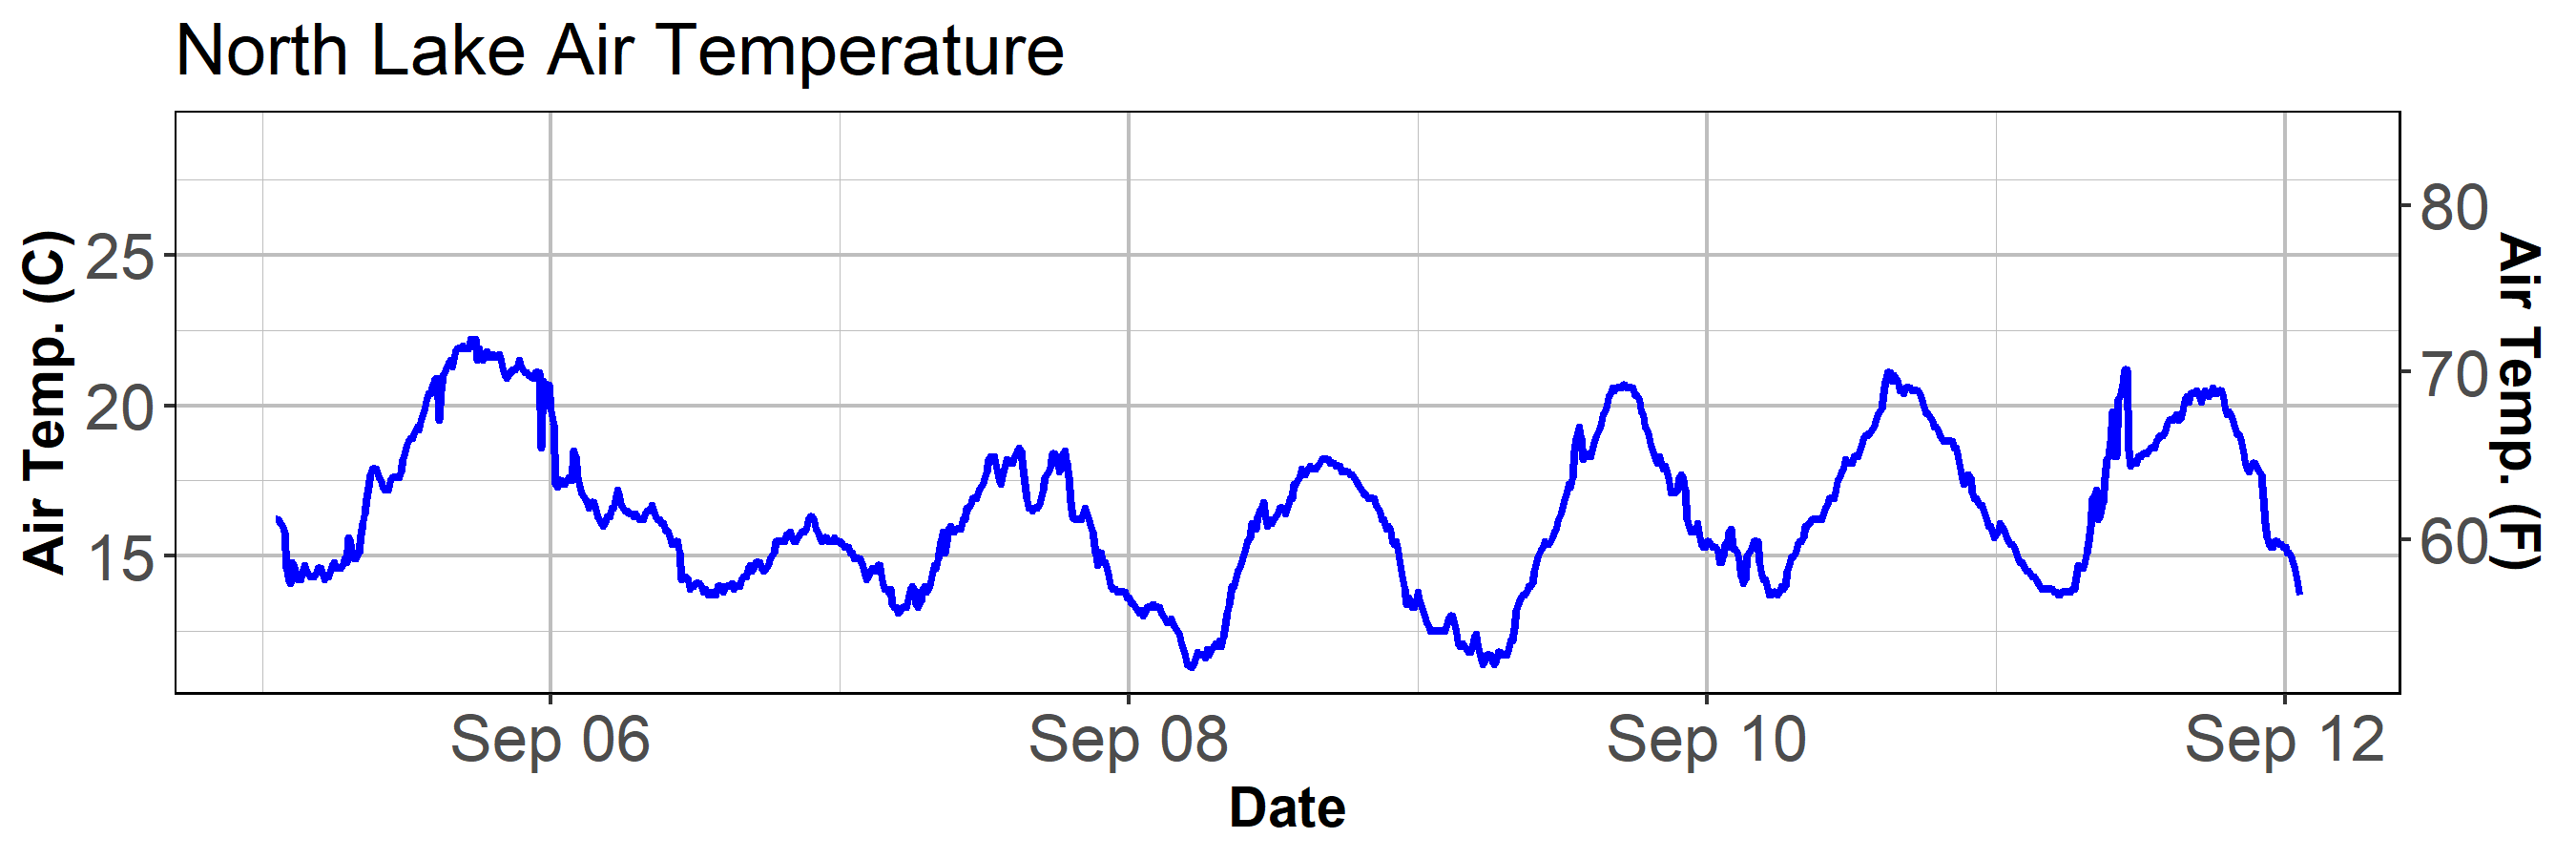 North Lake Air Temperature
Air Temp. (C)
25
20
15
80
70
60
Air Temp. (F)
Sep 06 Sep 08 Sep 10 Sep 12
Date